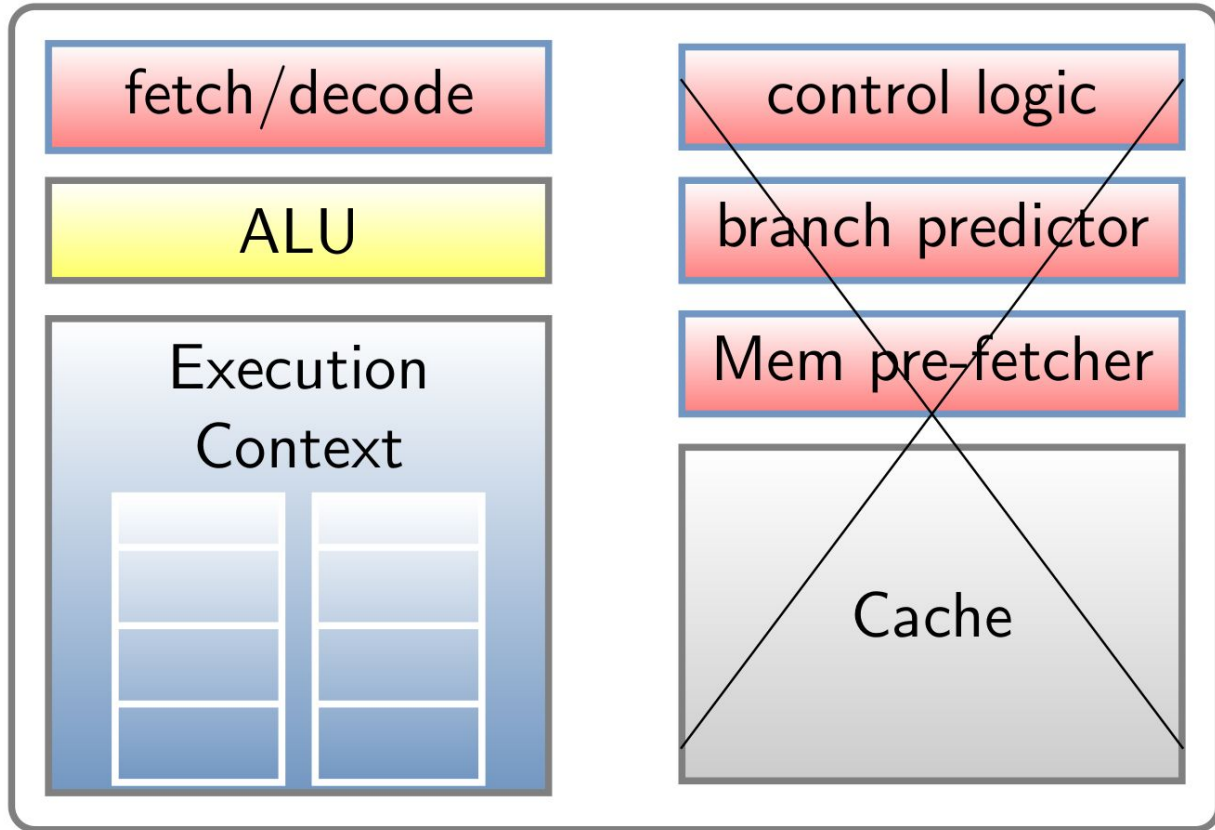 fetch/decode
ALU
Execution
Context
control logic
branch predictor
Mem pre-fetcher
Cache